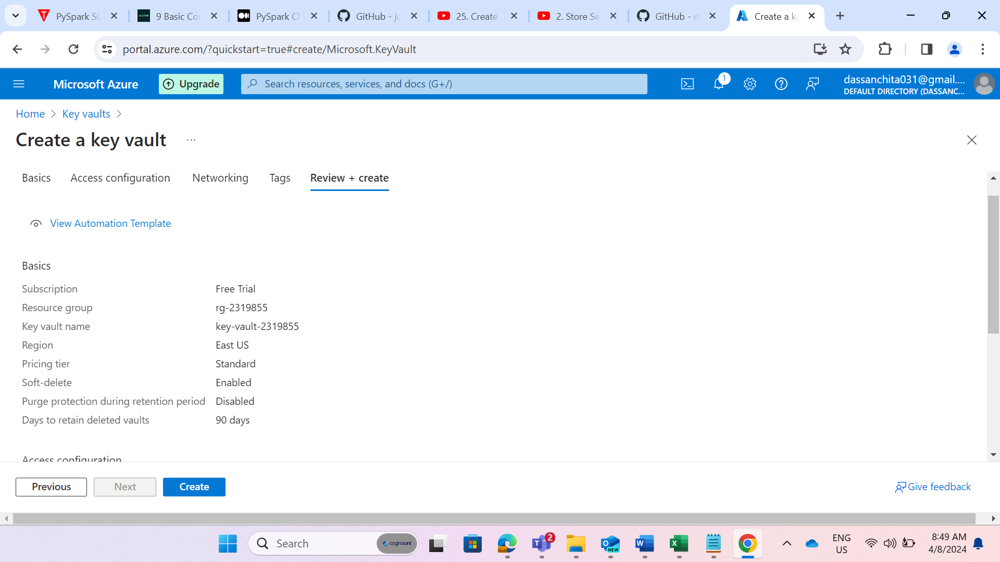 PySpark SC
9 Basic Cor
PySpark Ch
GitHub - jo
25. Create
2. Store Se
GitHub - d
Create a ke
portal.azure.com/?quickstart=true#create/Microsoft.KeyVault
Microsoft Azure
Upgrade
Search resources, services, and docs (G+/)
1
dassanchita031@gmail....
DEFAULT DIRECTORY (DASSANC...
Home > Key vaults >
Create a key vault ...
Basics
Access configuration
Networking
Tags
Review + create
View Automation Template
Basics
Subscription Free Trial
Resource group rg-2319855
Key vault name key-vault-2319855
Region East US
Pricing tier Standard
Soft-delete Enabled
Purge protection during retention period Disabled
Days to retain deleted vaults 90 days
Access configuration
Previous
Next
Create
Give feedback
Search
cognizant
2
NEW
ENG
US
8:49 AM
4/8/2024